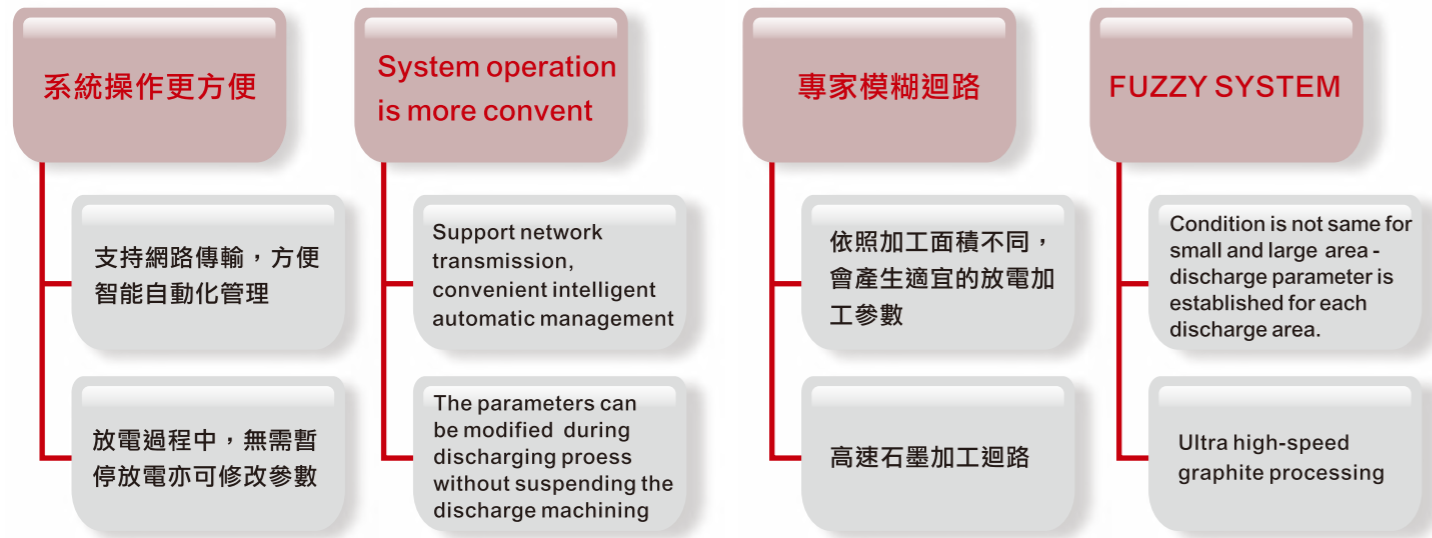 系統操作更方便
支持網路傳輸，方便
智能自動化管理
放電過程中，無需暫
停放電亦可修改參數
System operation
is more convent
Support network
transmission,
convenient intelligent
automatic management
The parameters can
be modified during
discharging proess
without suspending the
discharge machining
專家模糊迴路
依照加工面積不同，
會產生適宜的放電加
工參數
高速石墨加工迴路
FUZZY SYSTEM
Condition is not same for
small and large area -
discharge parameter is
established for each
discharge area.
Ultra high-speed
graphite processing